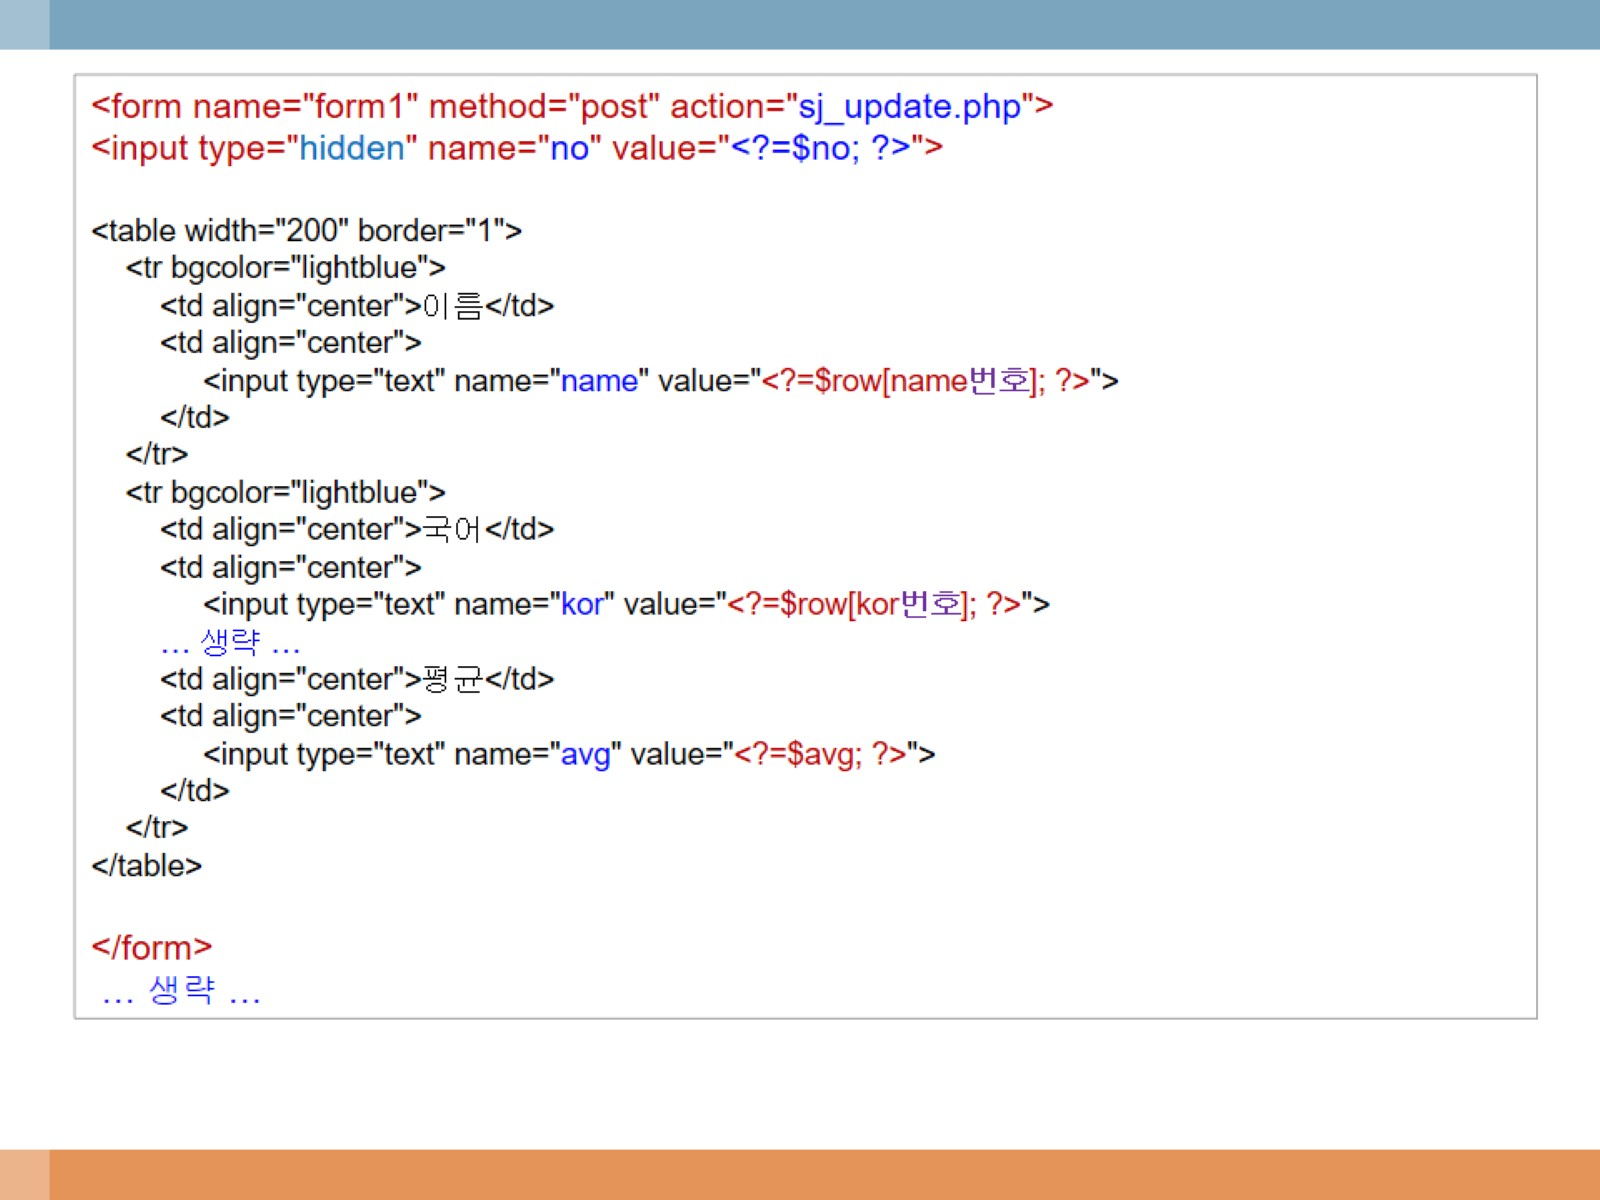 <form name="form1" method="post" action="sj_update.php">
<input type="hidden" name="no" value="<?=$no; ?>">
<table width="200" border="1">
<tr bgcolor="lightblue">
<td align="center">이름</td>
<td align="center">
<input type="text" name="name" value="<?=$row[name번호]; ?>">
</td>
</tr>
<tr bgcolor="lightblue">
<td align="center">국어</td>
<td align="center">
<input type="text" name="kor" value="<?=$row[kor번호]; ?>">
... 생략 ...
<td align="center">평균</td>
<td align="center">
<input type="text" name="avg" value="<?=$avg; ?>">
</td>
</tr>
</table>
</form>
... 생략 ...